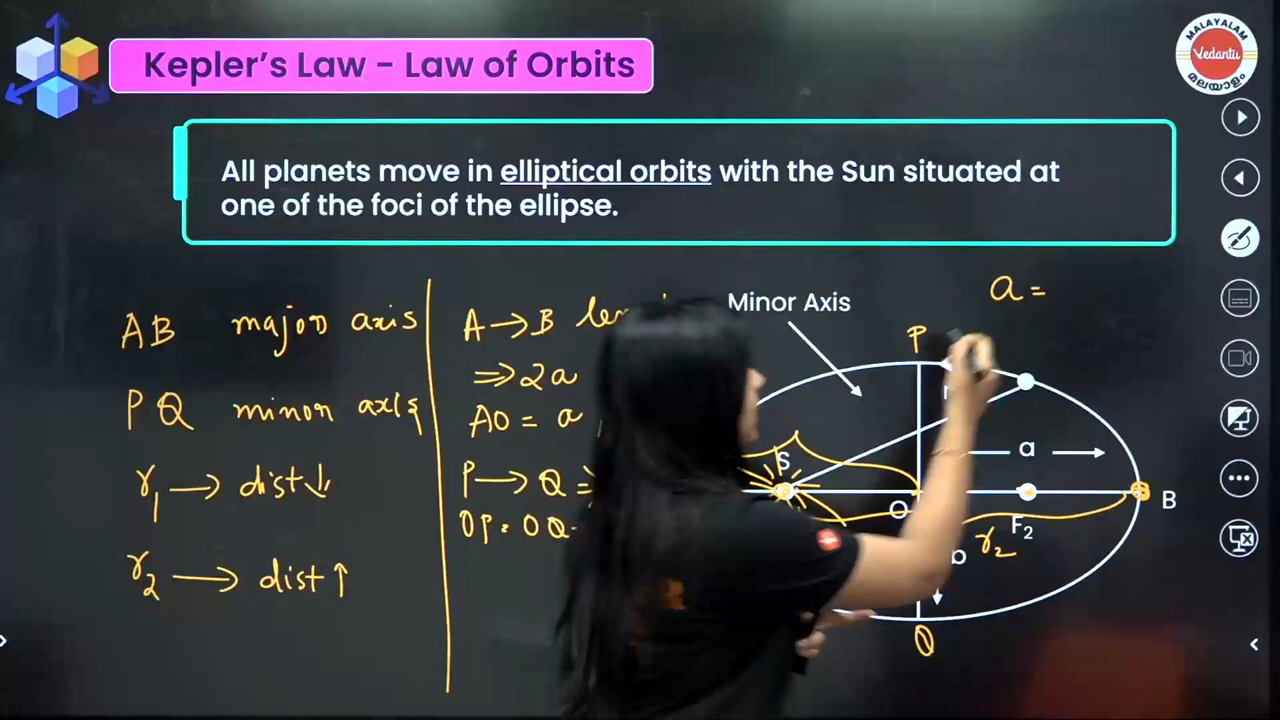 Kepler's Law - Law of Orbits
MALAYALAM
Vedantu
മലയാളം
All planets move in elliptical orbits with the Sun situated at
one of the foci of the ellipse.
AB major axis
PQ minor axis
r₁ → dist↓
r₂ → dist↑
A → B
⇒ 2a
AO = a
P → Q =
OP = OQ
Minor Axis
a =
P
S
a
O
B
F₂
r₂
b
Q